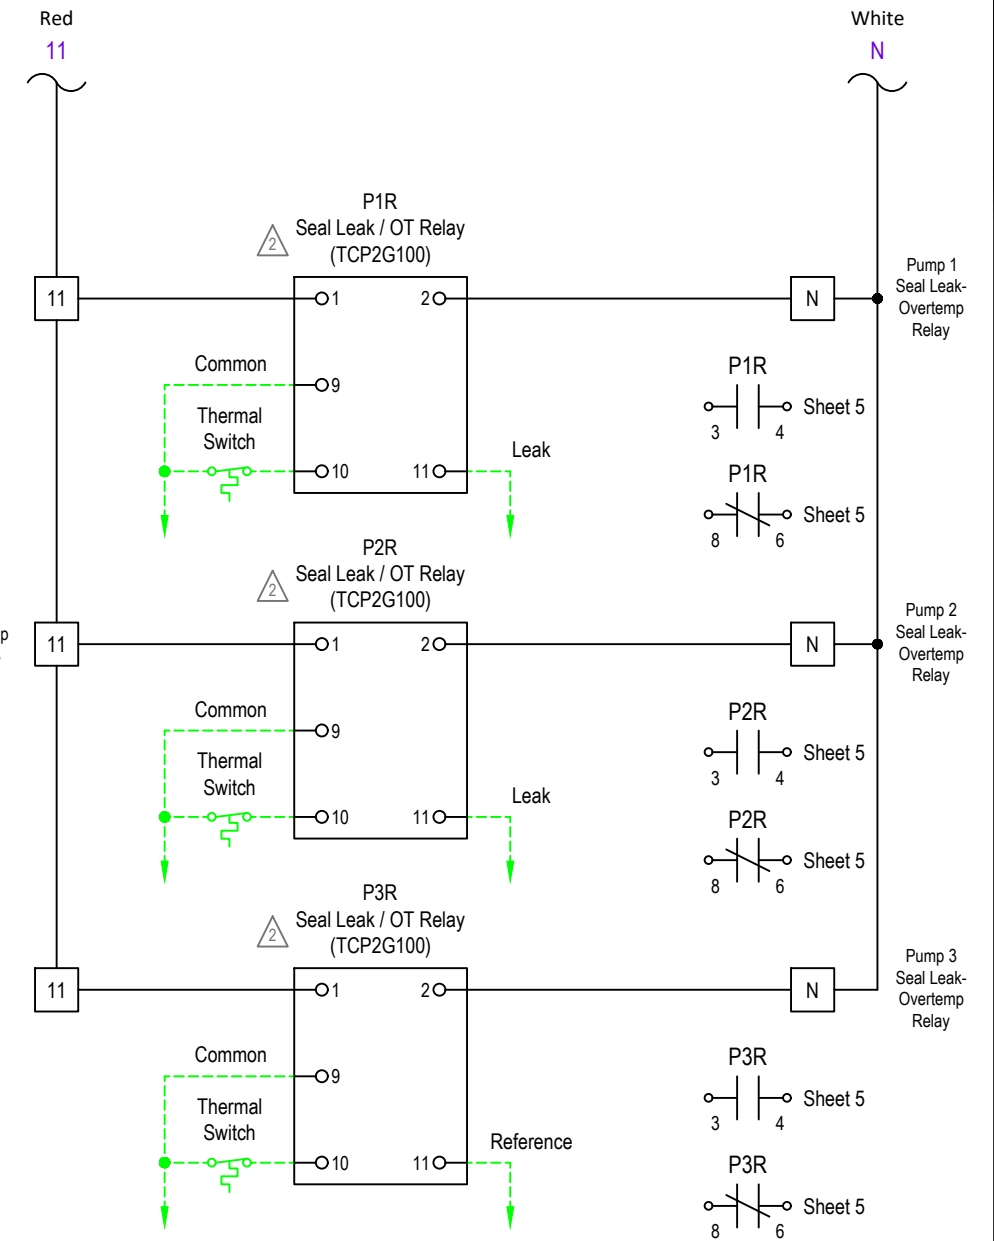 Red
White
11
N
P1R
Seal Leak / OT Relay
(TCP2G100)
2
11
1
2
N
Pump 1
Seal Leak-
Overtemp
Relay
Common
9
Thermal
Switch
10
11
Leak
P1R
3
4
Sheet 5
P1R
8
6
Sheet 5
P2R
Seal Leak / OT Relay
(TCP2G100)
2
p
11
1
2
N
Pump 2
Seal Leak-
Overtemp
Relay
Common
9
Thermal
Switch
10
11
Leak
P2R
3
4
Sheet 5
P2R
8
6
Sheet 5
P3R
Seal Leak / OT Relay
(TCP2G100)
2
11
1
2
N
Pump 3
Seal Leak-
Overtemp
Relay
Common
9
Thermal
Switch
10
11
Reference
P3R
3
4
Sheet 5
P3R
8
6
Sheet 5